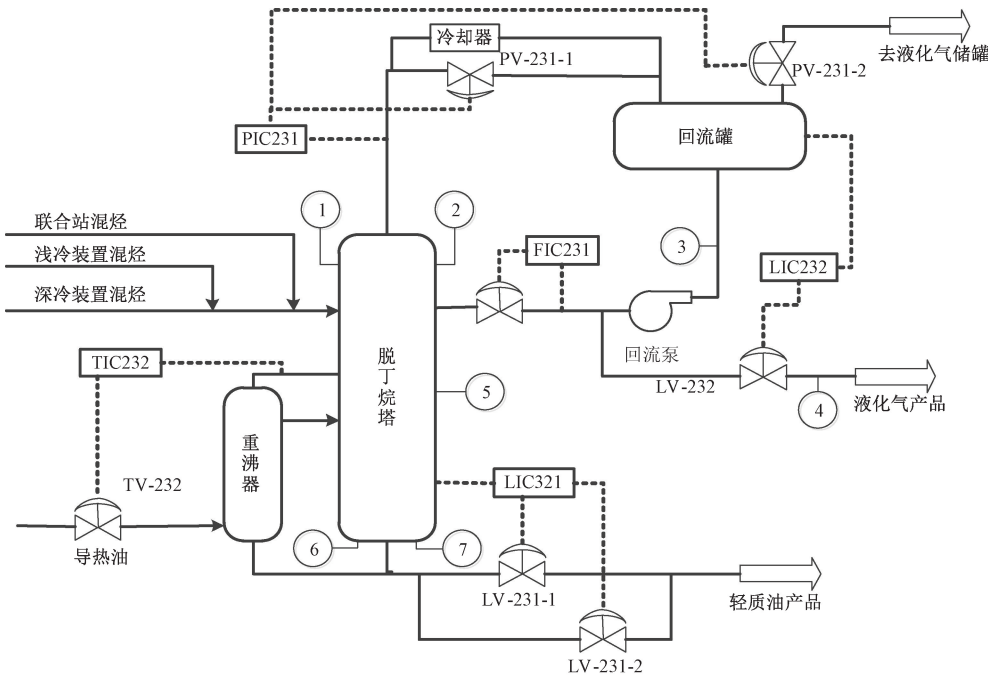 冷却器
PV-231-1
PV-231-2
去液化气储罐
PIC231
回流罐
1
2
联合站混烃
浅冷装置混烃
深冷装置混烃
FIC231
3
LIC232
回流泵
脱丁烷塔
TIC232
LV-232
5
4
液化气产品
重沸器
TV-232
LIC321
导热油
6
7
LV-231-1
轻质油产品
LV-231-2